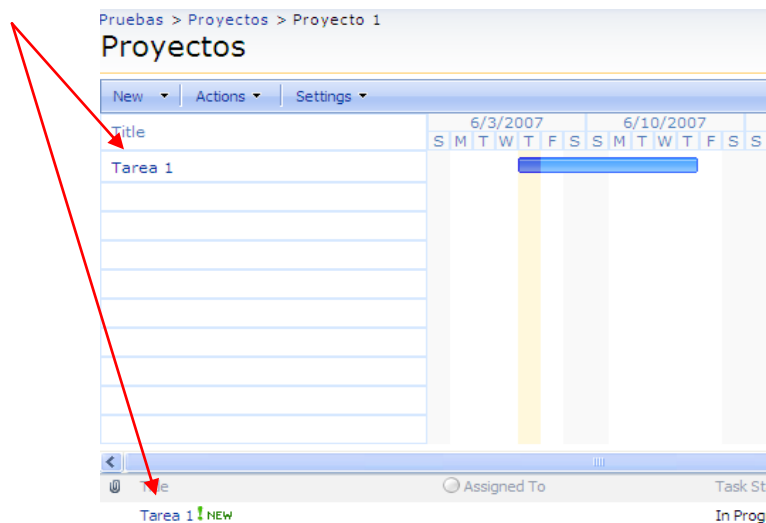 Pruebas > Proyectos > Proyecto 1
Proyectos
New Actions Settings
Title 6/3/2007 6/10/2007
S M T W T F S S M T W T F S S
Tarea 1
Title Assigned To Task St
Tarea 1 ! NEW In Prog